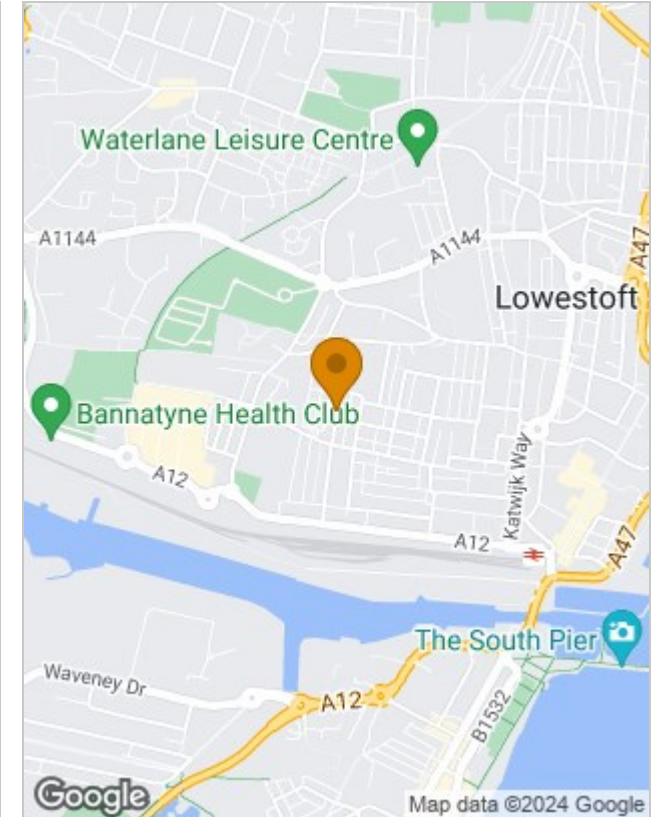 Waterlane Leisure Centre
A1144
A1144
A47
Lowestoft
Bannatyne Health Club
A12
Katwijk Way
A12
A47
The South Pier
Waveney Dr
A12
B1532
Google
Map data ©2024 Google